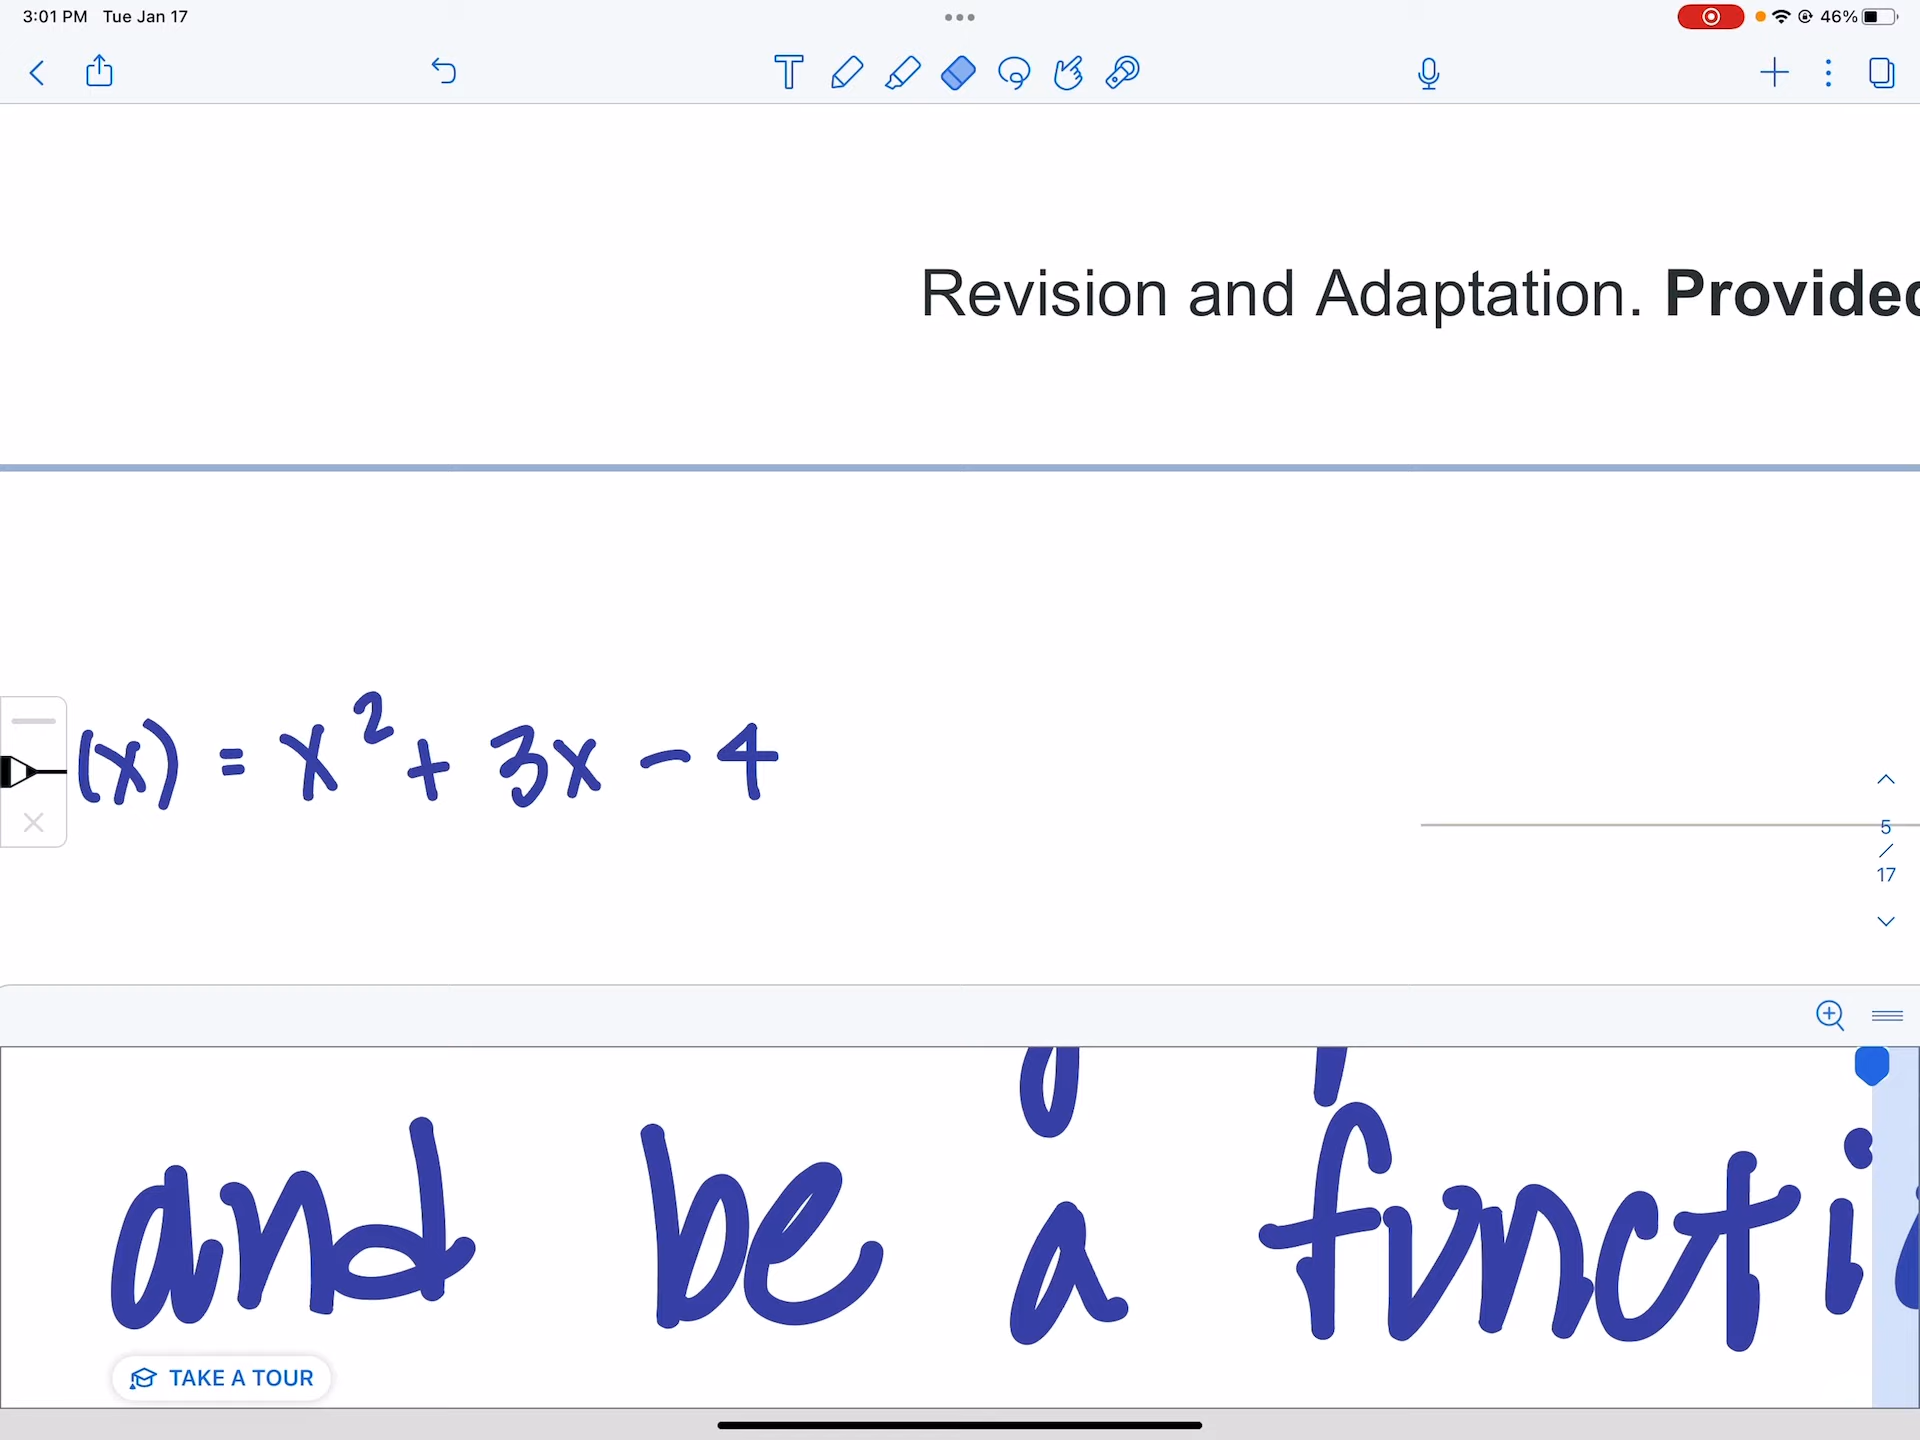 3:01 PM Tue Jan 17
46%
Revision and Adaptation. Provided
(x) = x² + 3x - 4
5
/
17
and be a functi
TAKE A TOUR